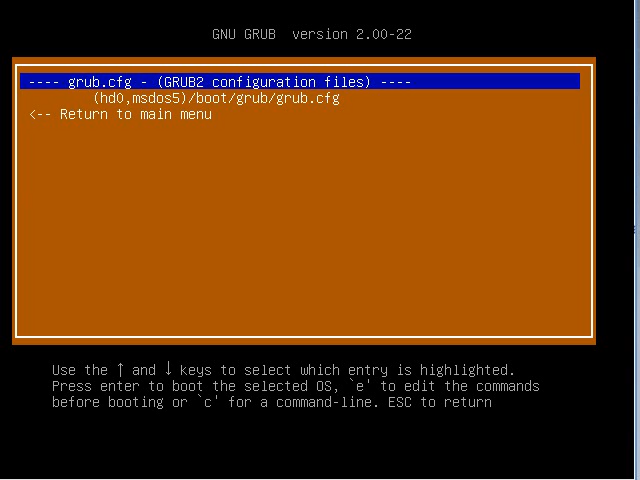 GNU GRUB  version 2.00-22
---- grub.cfg - (GRUB2 configuration files) ----
(hd0,msdos5)/boot/grub/grub.cfg
<-- Return to main menu
Use the ↑ and ↓ keys to select which entry is highlighted.
Press enter to boot the selected OS, `e' to edit the commands
before booting or `c' for a command-line. ESC to return